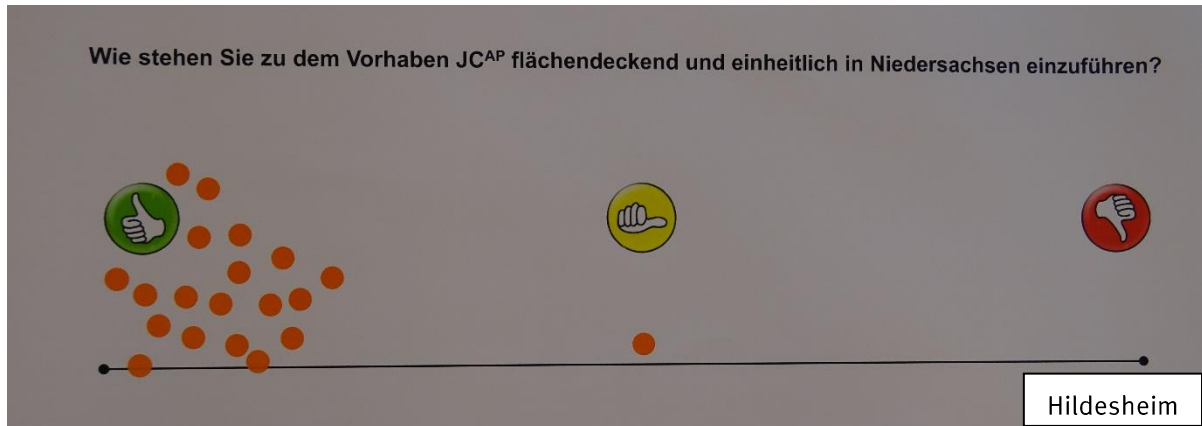 Wie stehen Sie zu dem Vorhaben JCᴬᴾ flächendeckend und einheitlich in Niedersachsen einzuführen?
Hildesheim